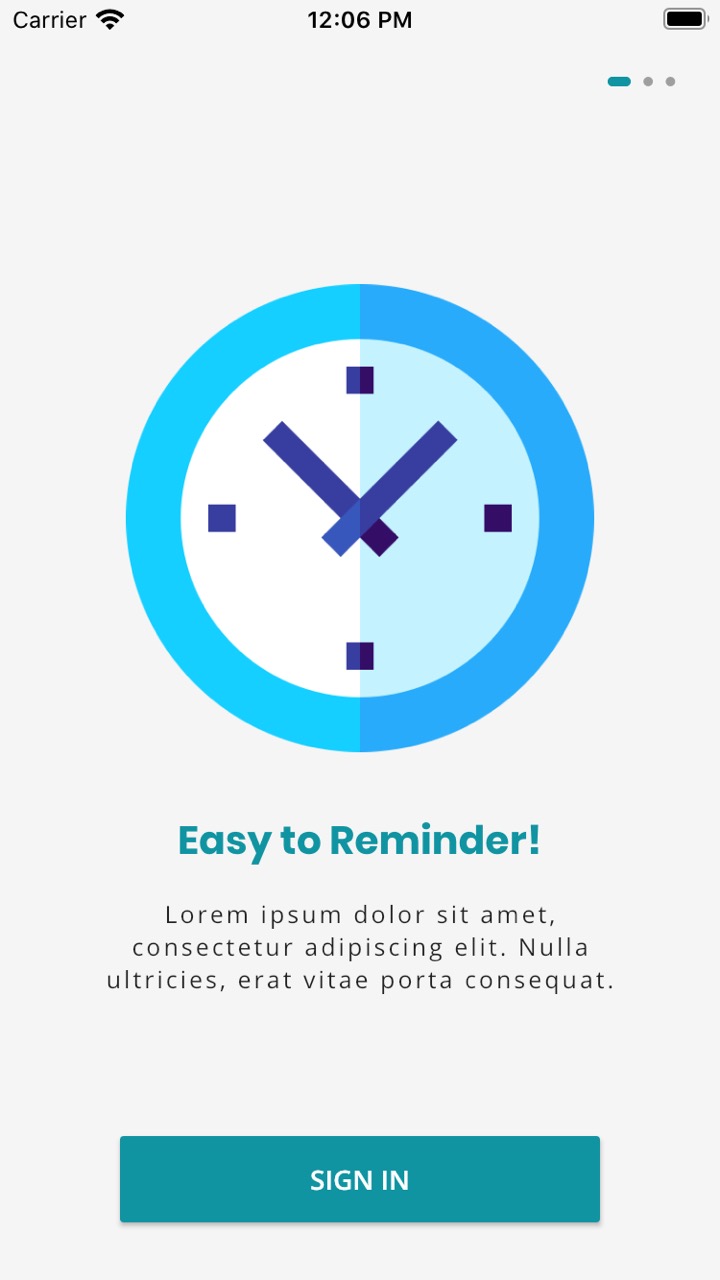 Carrier 12:06 PM
Easy to Reminder!
Lorem ipsum dolor sit amet,
consectetur adipiscing elit. Nulla
ultricies, erat vitae porta consequat.
SIGN IN